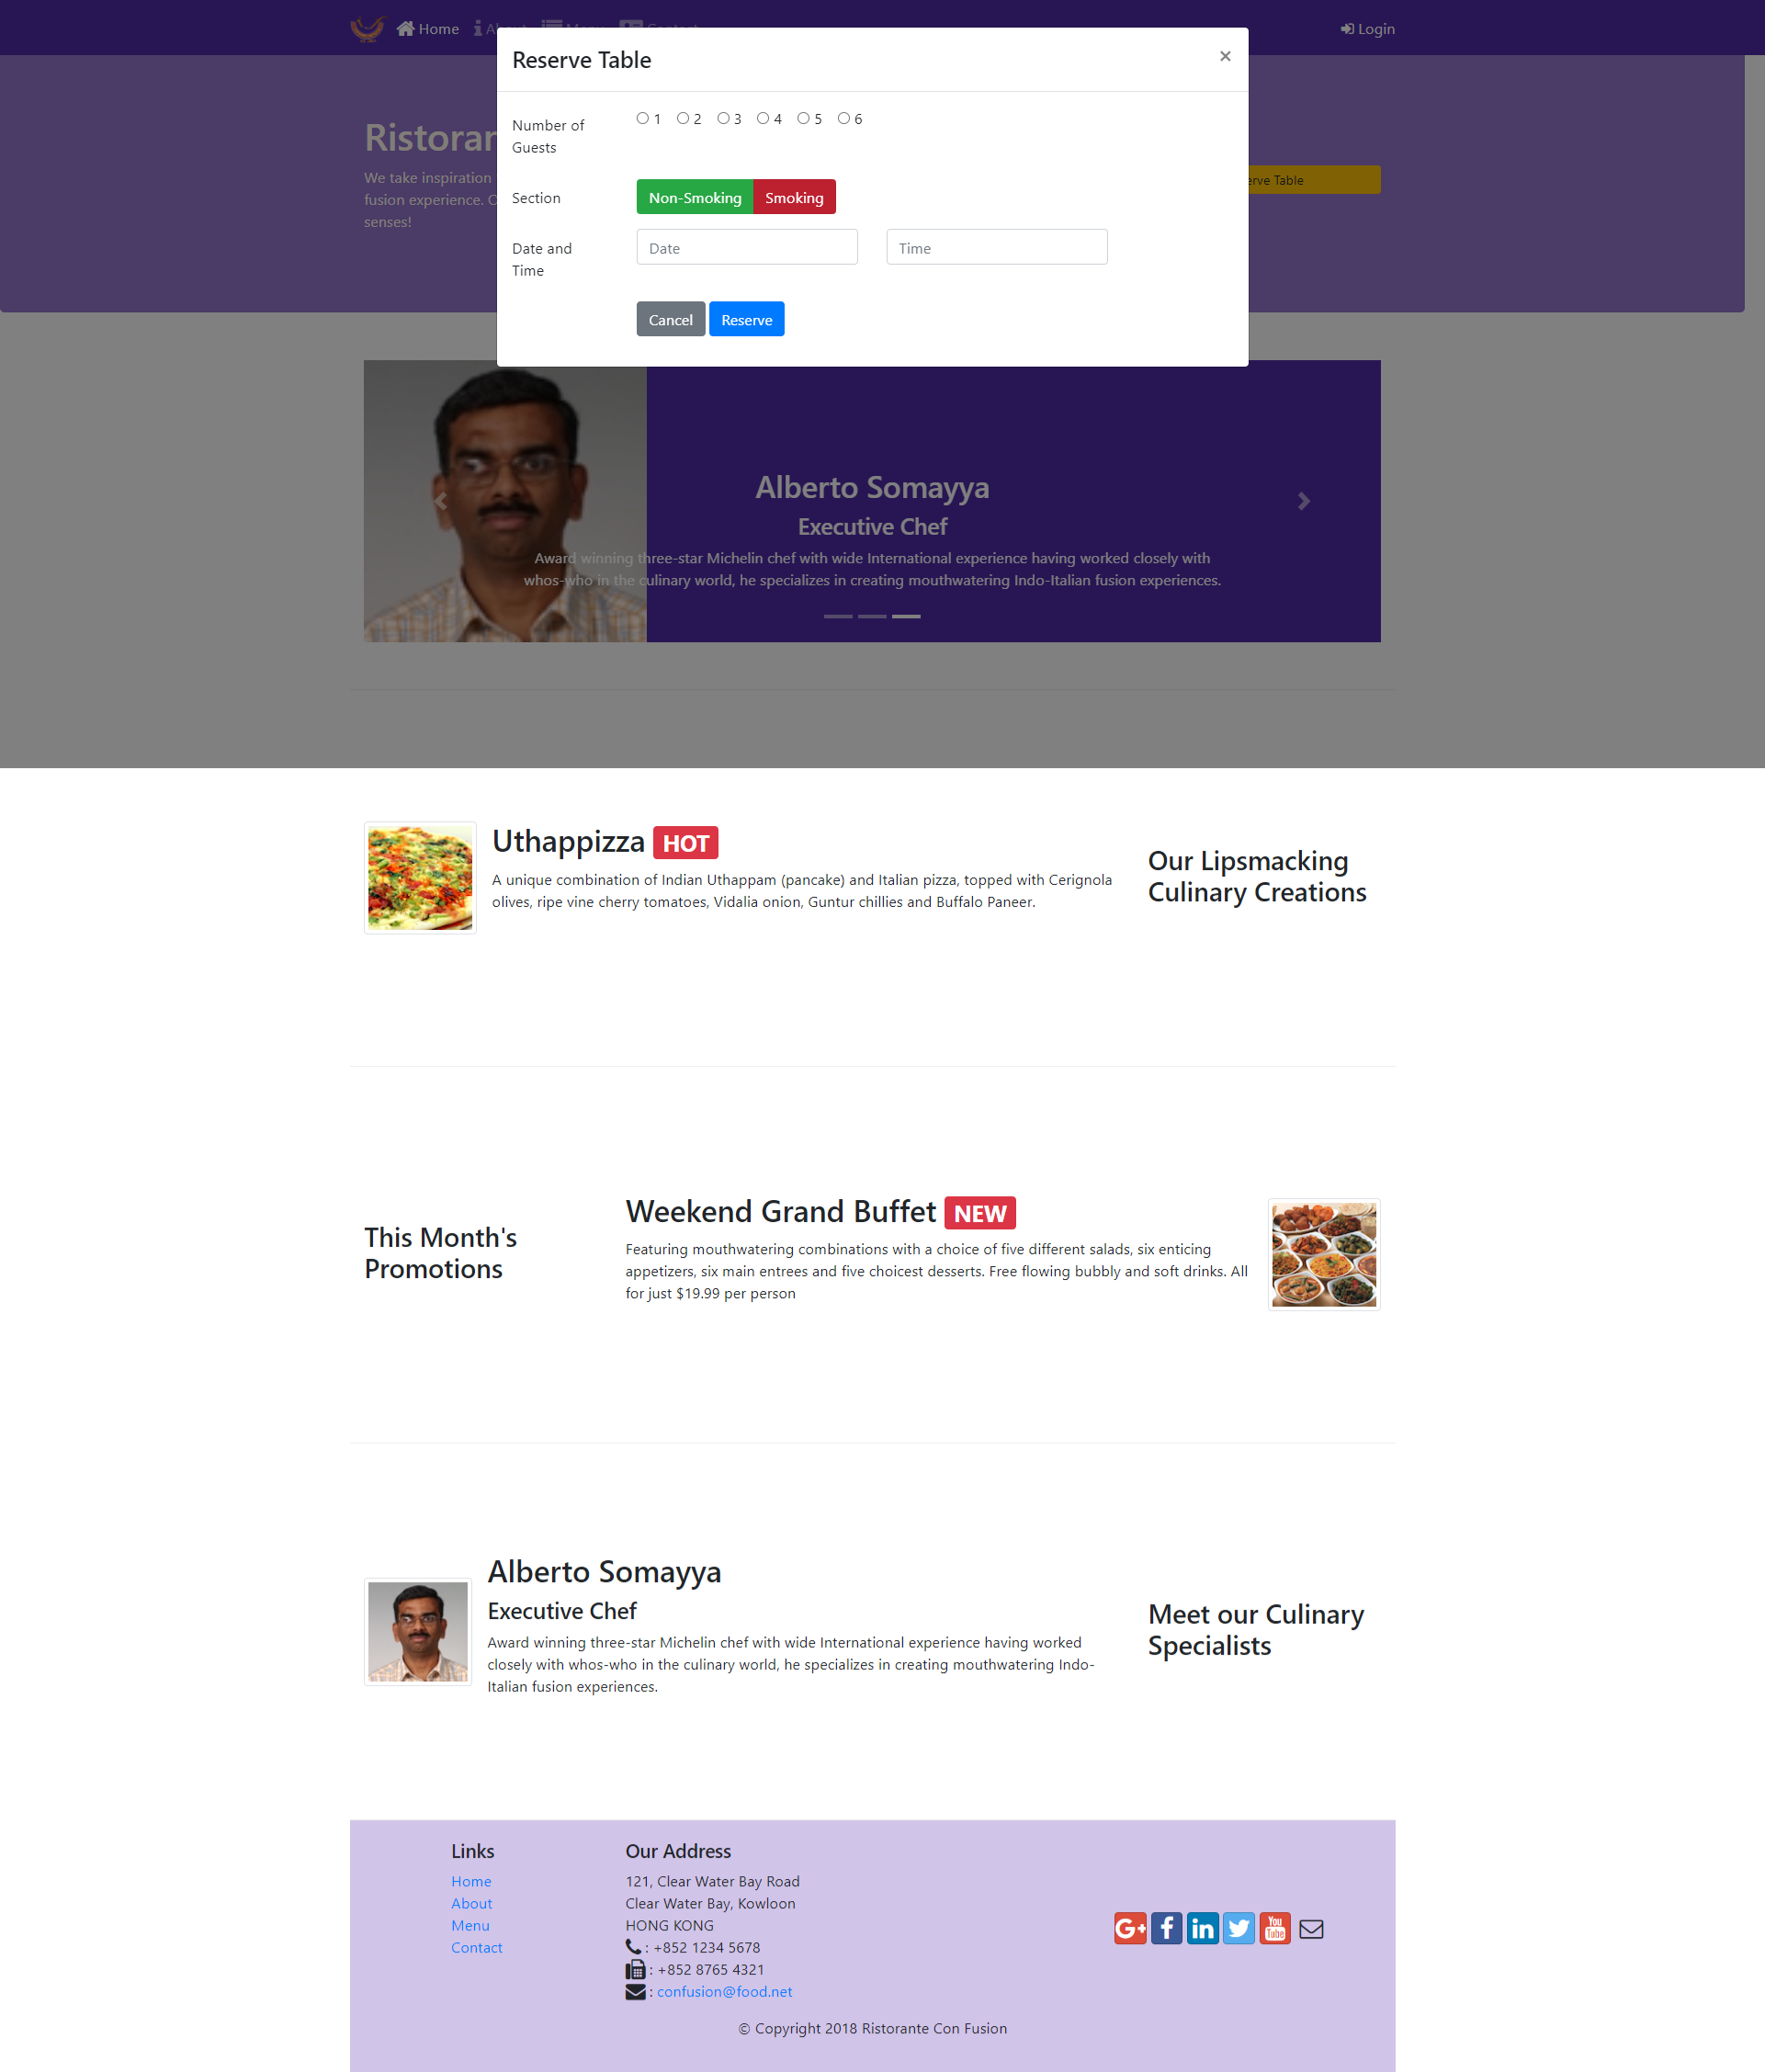 Home
Login
Reserve Table
×
Number of
Guests
1 2 3 4 5 6
Section
Non-Smoking Smoking
Date and
Time
Date
Time
Cancel Reserve
We take inspiration
fusion experience.
senses!
Table
Alberto Somayya
Executive Chef
Award winning three-star Michelin chef with wide International experience having worked closely with
whos-who in the culinary world, he specializes in creating mouthwatering Indo-Italian fusion experiences.
Uthappizza HOT
A unique combination of Indian Uthappam (pancake) and Italian pizza, topped with Cerignola
olives, ripe vine cherry tomatoes, Vidalia onion, Guntur chillies and Buffalo Paneer.
Our Lipsmacking
Culinary Creations
This Month's
Promotions
Weekend Grand Buffet NEW
Featuring mouthwatering combinations with a choice of five different salads, six enticing
appetizers, six main entrees and five choicest desserts. Free flowing bubbly and soft drinks. All
for just $19.99 per person
Alberto Somayya
Executive Chef
Award winning three-star Michelin chef with wide International experience having worked
closely with whos-who in the culinary world, he specializes in creating mouthwatering Indo-
Italian fusion experiences.
Meet our Culinary
Specialists
Links
Home
About
Menu
Contact
Our Address
121, Clear Water Bay Road
Clear Water Bay, Kowloon
HONG KONG
: +852 1234 5678
: +852 8765 4321
: confusion@food.net
G+ f in You Tube
© Copyright 2018 Ristorante Con Fusion